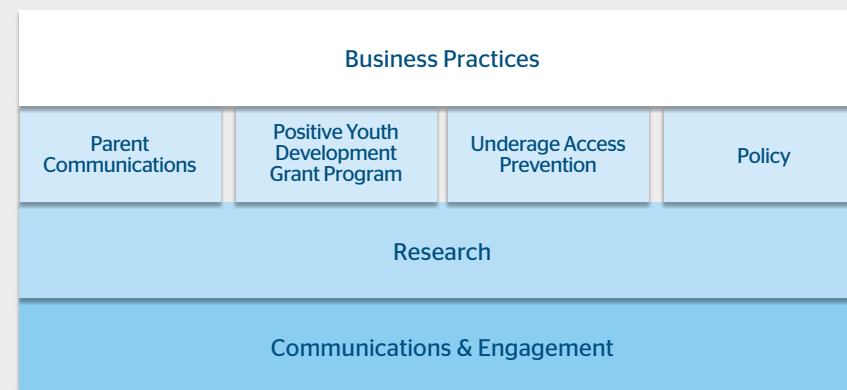 Business Practices
Parent
Communications
Positive Youth
Development
Grant Program
Underage Access
Prevention
Policy
Research
Communications & Engagement